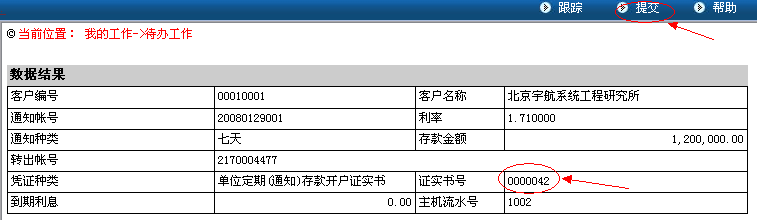 跟踪 提交 帮助
当前位置： 我的工作->待办工作
数据结果
客户编号 00010001 客户名称 北京宇航系统工程研究所
通知帐号 20080129001 利率 1.710000
通知种类 七天 存款金额 1,200,000.00
转出帐号 2170004477
凭证种类 单位定期(通知)存款开户证实书 证实书号 0000042
到期利息 0.00 主机流水号 1002